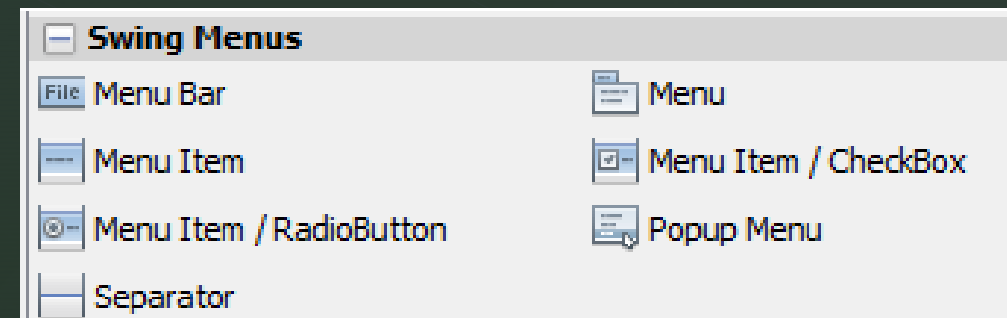 Swing Menus
File Menu Bar Menu
Menu Item Menu Item / CheckBox
Menu Item / RadioButton Popup Menu
Separator